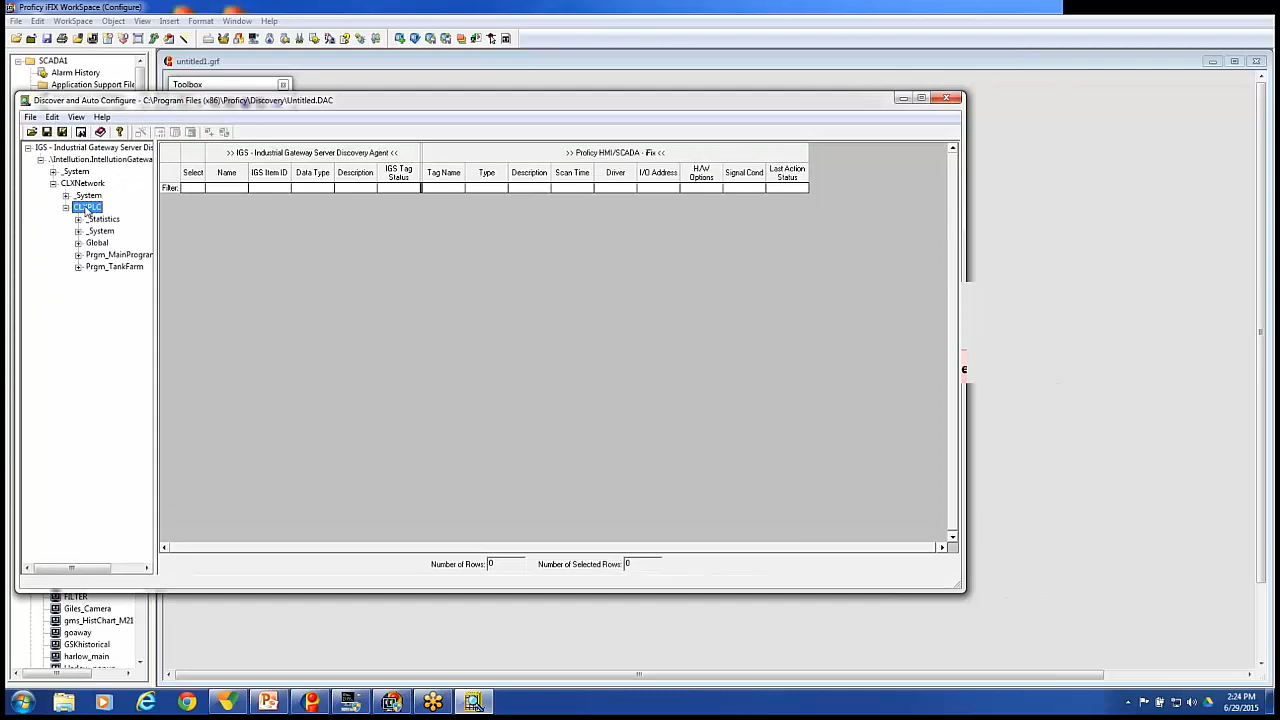 Proficy iFIX WorkSpace (Configure)
File Edit WorkSpace Object View Insert Format Window Help
SCADA1
Alarm History
Application Support File
untitled1.grf
Toolbox
Discover and Auto Configure - C:\Program Files (x86)\Proficy\Discovery\Untitled.DAC
File Edit View Help
IGS - Industrial Gateway Server Dis
.\Intellution.IntellutionGatewa
_System
CLXNetwork
_System
CLXPLC
_Statistics
_System
Global
Prgm_MainProgram
Prgm_TankFarm
>> IGS - Industrial Gateway Server Discovery Agent << >> Proficy HMI/SCADA - iFix <<
Select Name IGS Item ID Data Type Description IGS Tag Status Tag Name Type Description Scan Time Driver I/O Address H/W Options Signal Cond Last Action Status
Filter:
e
Number of Rows: 0 Number of Selected Rows: 0
FILTER
Giles_Camera
gms_HistChart_M21
goaway
GSKhistorical
harlow_main
2:24 PM
6/29/2015